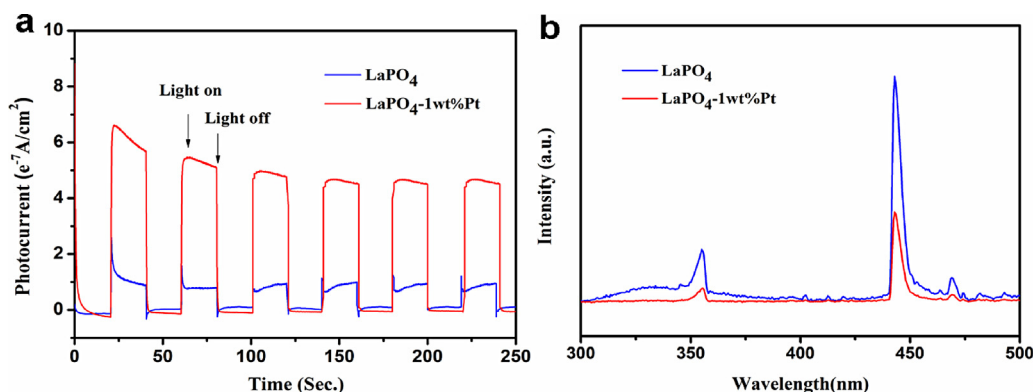 a
10
8
6
4
2
0
Photocurrent (e⁻⁷A/cm²)
LaPO₄
LaPO₄-1wt%Pt
Light on
Light off
0 50 100 150 200 250
Time (Sec.)
b
Intensity (a.u.)
LaPO₄
LaPO₄-1wt%Pt
300 350 400 450 500
Wavelength(nm)